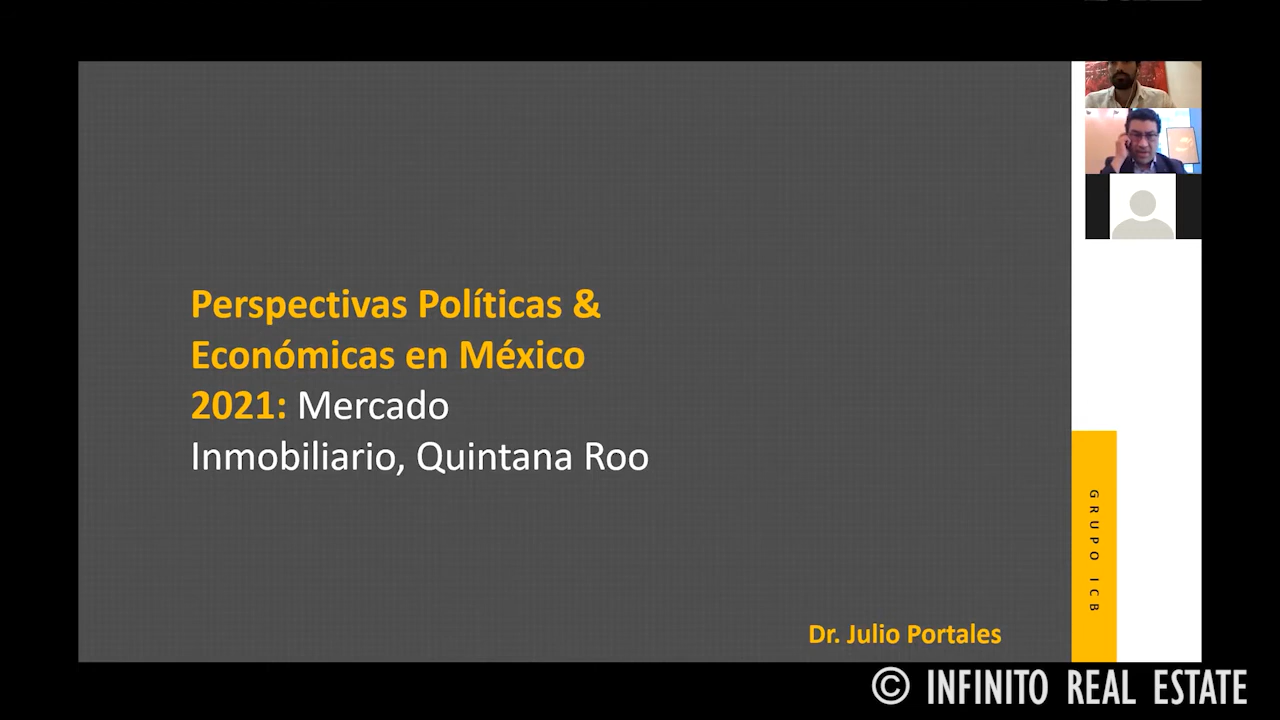 Perspectivas Políticas &
Económicas en México
2021: Mercado
Inmobiliario, Quintana Roo
GRUPO ICB
Dr. Julio Portales
© INFINITO REAL ESTATE